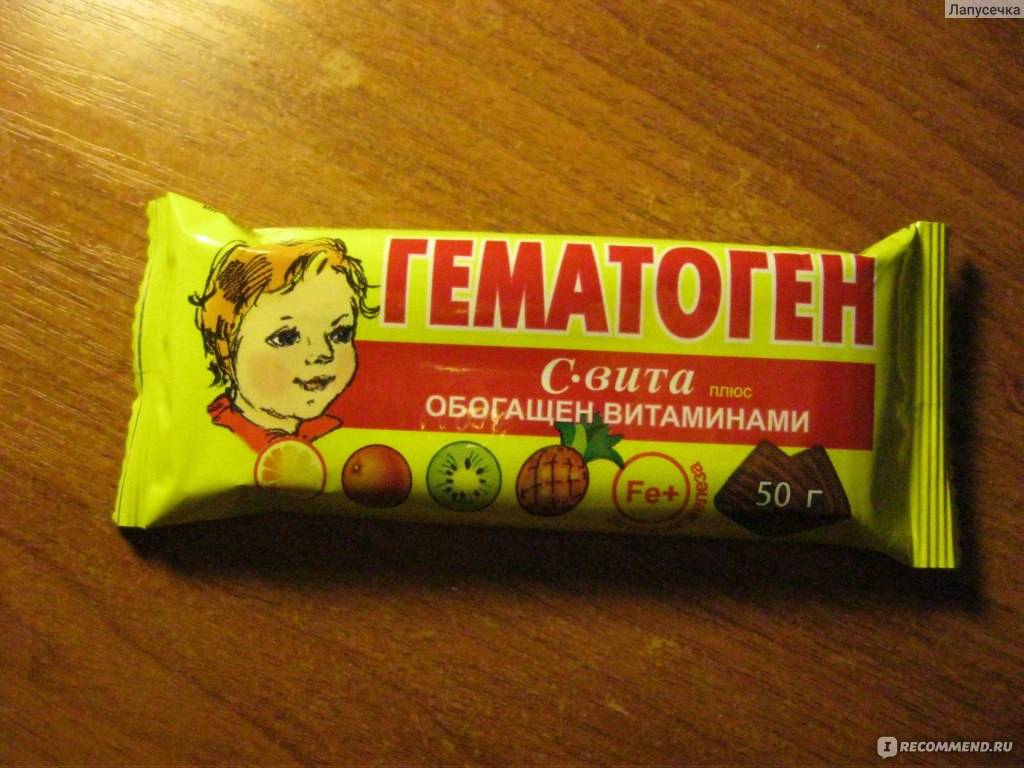 Лапусечка
ГЕМАТОГЕН
С·вита плюс
ОБОГАЩЕН ВИТАМИНАМИ
Fe+
50 г
RECOMMEND.RU